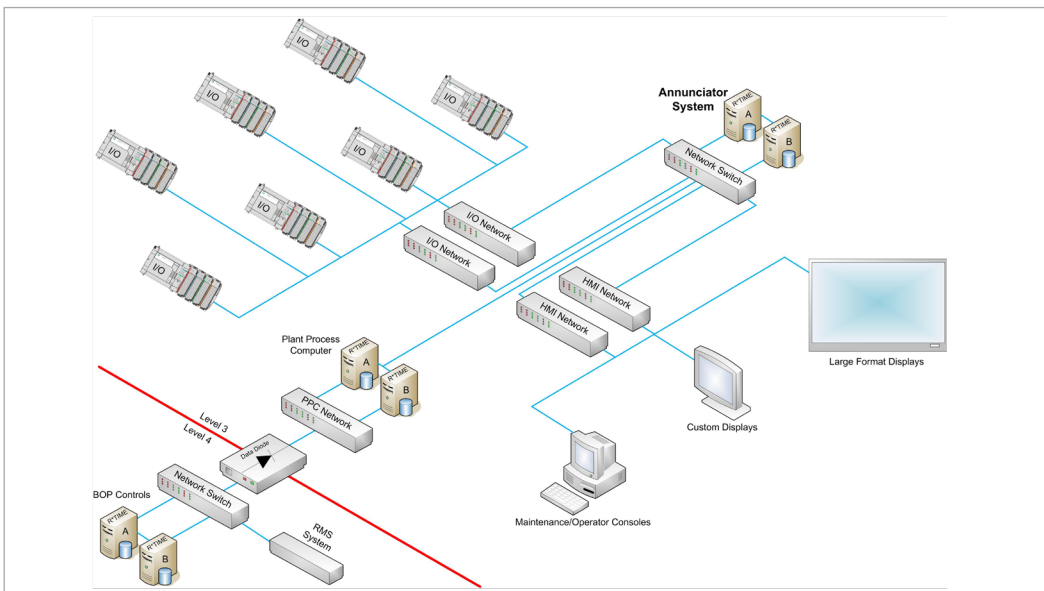 I/O
I/O
I/O
I/O
I/O
I/O
I/O
Annunciator
System
R*TIME
A
R*TIME
B
Network Switch
I/O Network
I/O Network
HMI Network
HMI Network
Large Format Displays
Plant Process
Computer
R*TIME
A
R*TIME
B
PPC Network
Custom Displays
Level 3
Level 4
Data Diode
Network Switch
BOP Controls
R*TIME
A
R*TIME
B
RMS
System
Maintenance/Operator Consoles